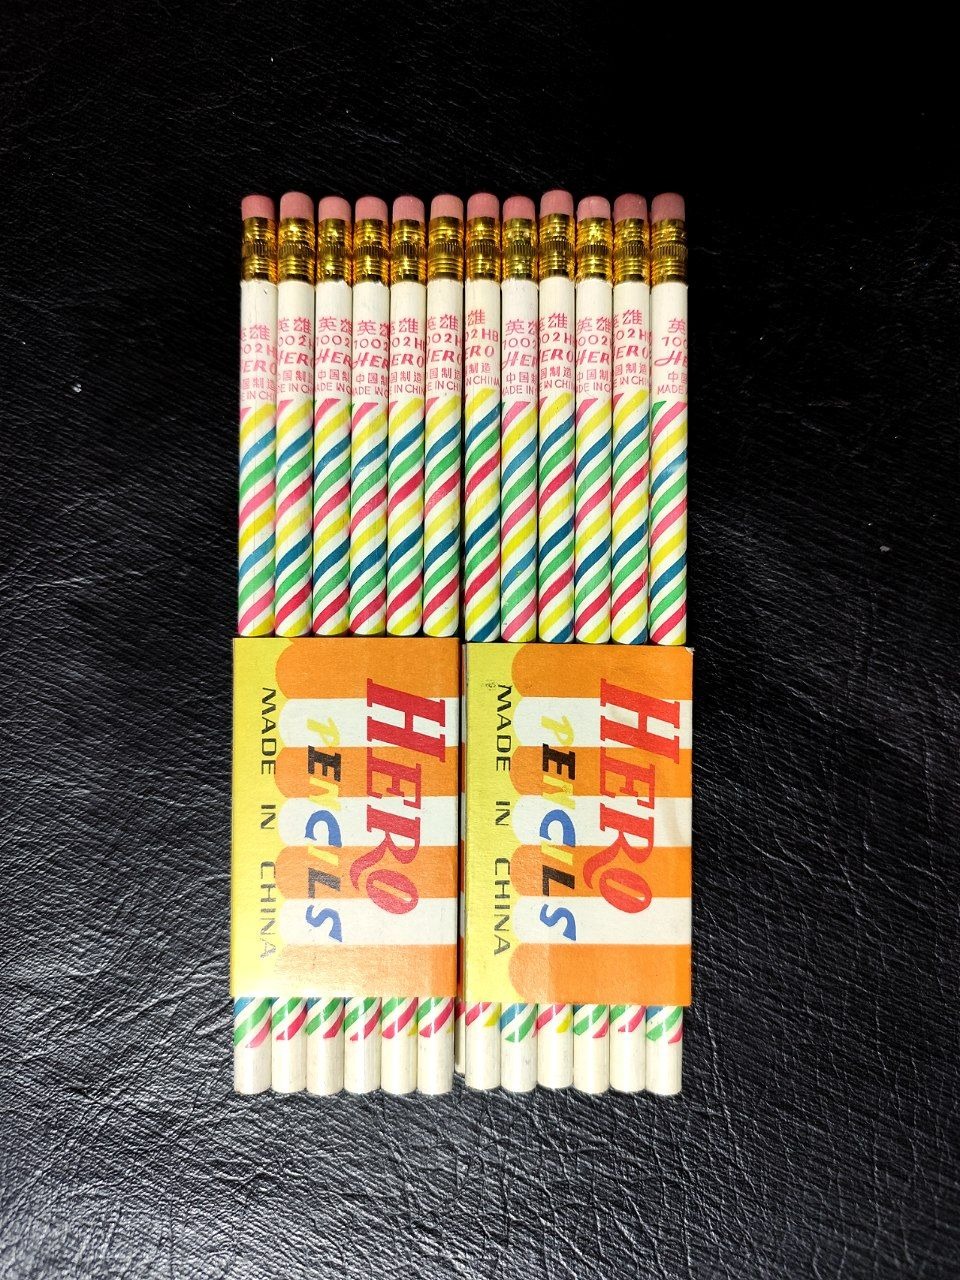 英雄
7002HB
HERO
中国制造
MADE IN CHINA
HERO
PENCILS
MADE IN CHINA
HERO
PENCILS
MADE IN CHINA